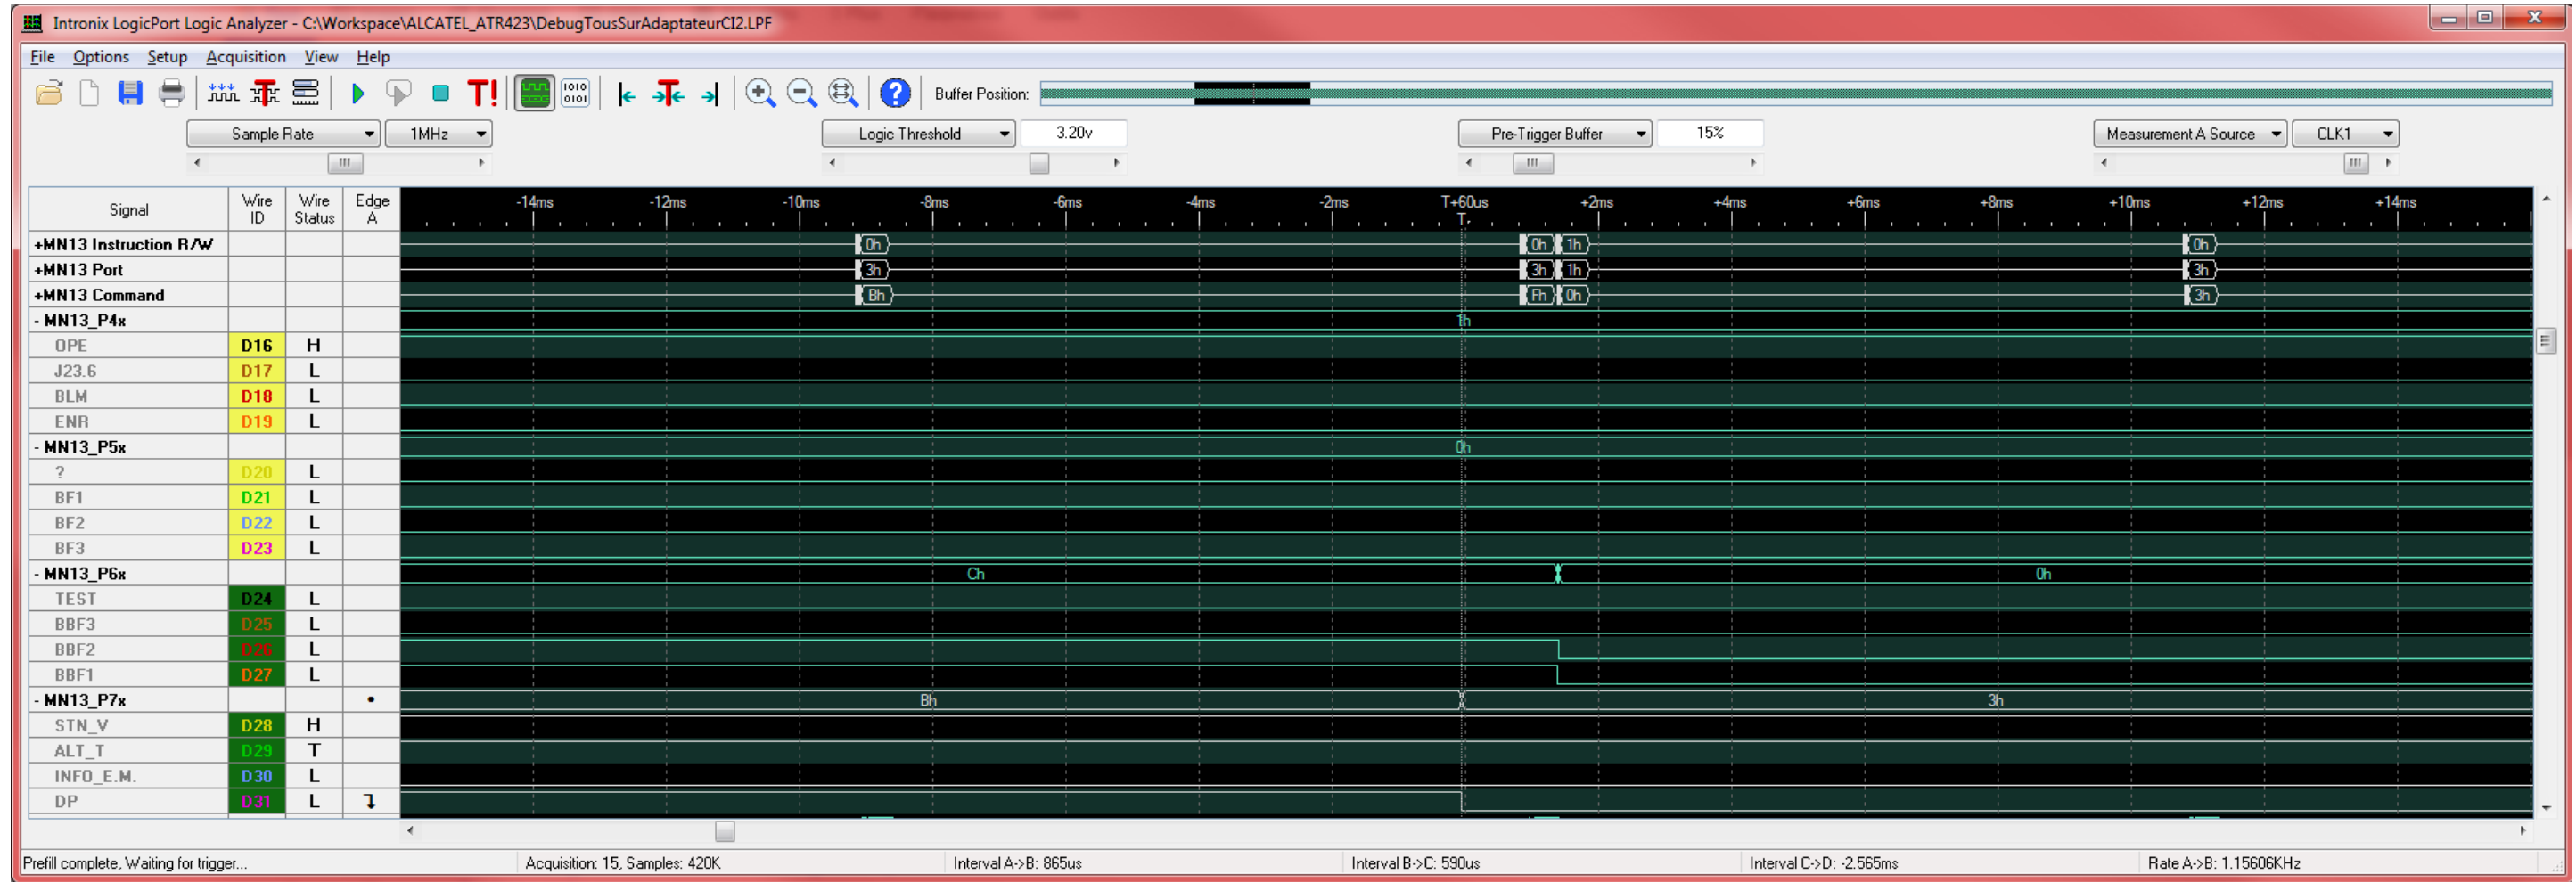 Intronix LogicPort Logic Analyzer - C:\Workspace\ALCATEL_ATR423\DebugTousSurAdaptateurCI2.LPF
File Options Setup Acquisition View Help
T! 1010 0101 T ? Buffer Position:
Sample Rate 1MHz Logic Threshold 3.20v Pre-Trigger Buffer 15% Measurement A Source CLK1
Signal Wire ID Wire Status Edge A -14ms -12ms -10ms -8ms -6ms -4ms -2ms T+60us +2ms +4ms +6ms +8ms +10ms +12ms +14ms
T
+MN13 Instruction R/W 0h 0h 1h 0h
+MN13 Port 3h 3h 1h 3h
+MN13 Command Bh Fh 0h 3h
- MN13_P4x 1h
OPE D16 H
J23.6 D17 L
BLM D18 L
ENR D19 L
- MN13_P5x 0h
? D20 L
BF1 D21 L
BF2 D22 L
BF3 D23 L
- MN13_P6x Ch 0h
TEST D24 L
BBF3 D25 L
BBF2 D26 L
BBF1 D27 L
- MN13_P7x Bh 3h
STN_V D28 H
ALT_T D29 T
INFO_E.M. D30 L
DP D31 L
Prefill complete, Waiting for trigger... Acquisition: 15, Samples: 420K Interval A->B: 865us Interval B->C: 590us Interval C->D: -2.565ms Rate A->B: 1.15606KHz